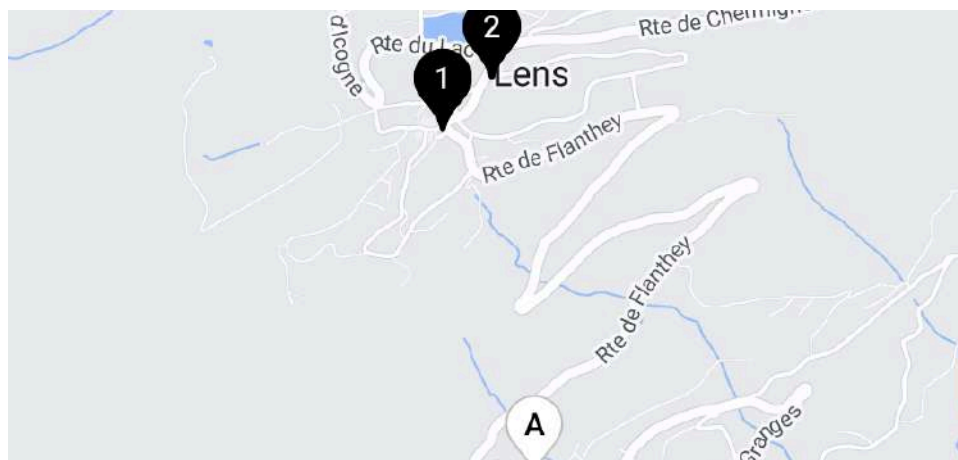 2
Rte de Chermign
Rte du Lac
d'Icogne
1
Lens
Rte de Flanthey
Rte de Flanthey
A
Granges